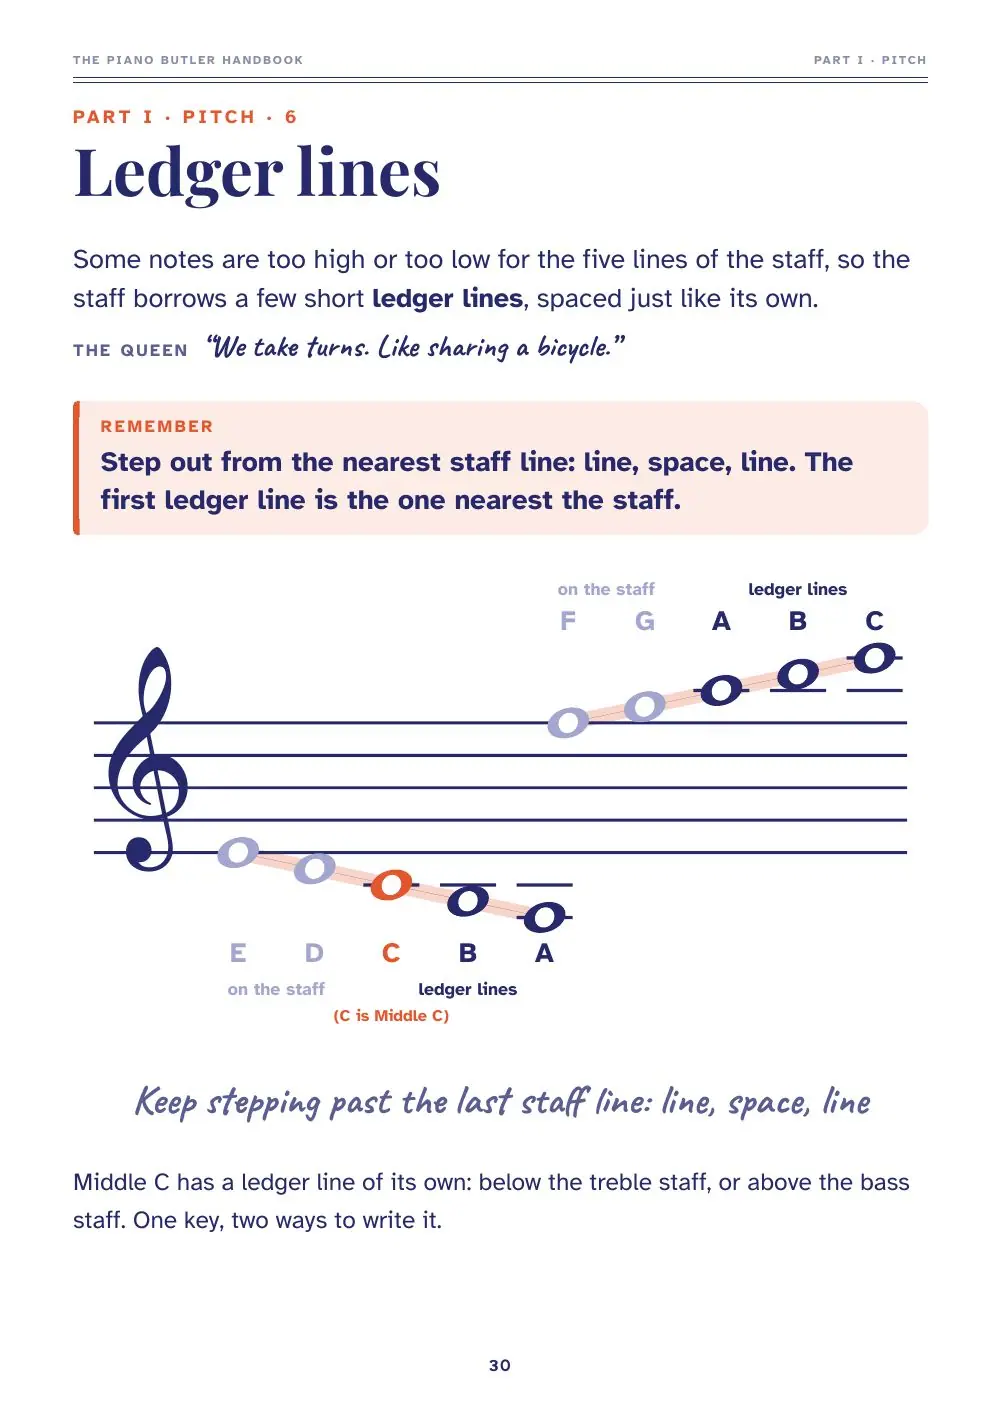 THE PIANO BUTLER HANDBOOK
PART I · PITCH
PART I · PITCH · 6
Ledger lines
Some notes are too high or too low for the five lines of the staff, so the
staff borrows a few short ledger lines, spaced just like its own.
THE QUEEN “We take turns. Like sharing a bicycle.”
REMEMBER
Step out from the nearest staff line: line, space, line. The
first ledger line is the one nearest the staff.
on the staff ledger lines
F G A B C
E D C B A
on the staff ledger lines
(C is Middle C)
Keep stepping past the last staff line: line, space, line
Middle C has a ledger line of its own: below the treble staff, or above the bass
staff. One key, two ways to write it.
30